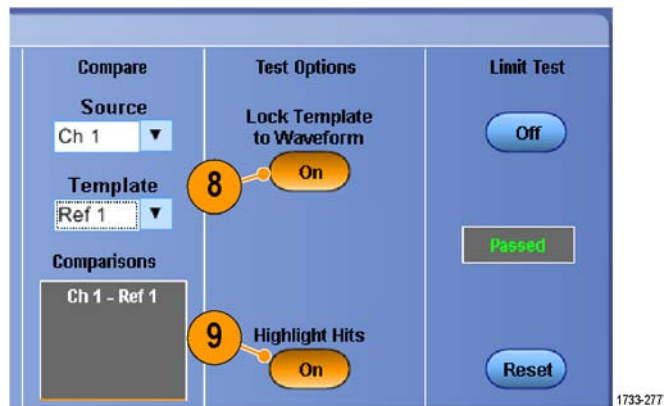 Compare
Source
Ch 1
Template
Ref 1
Comparisons
Ch 1 - Ref 1
Test Options
Lock Template
to Waveform
8
On
9
Highlight Hits
On
Limit Test
Off
Passed
Reset
1733-277